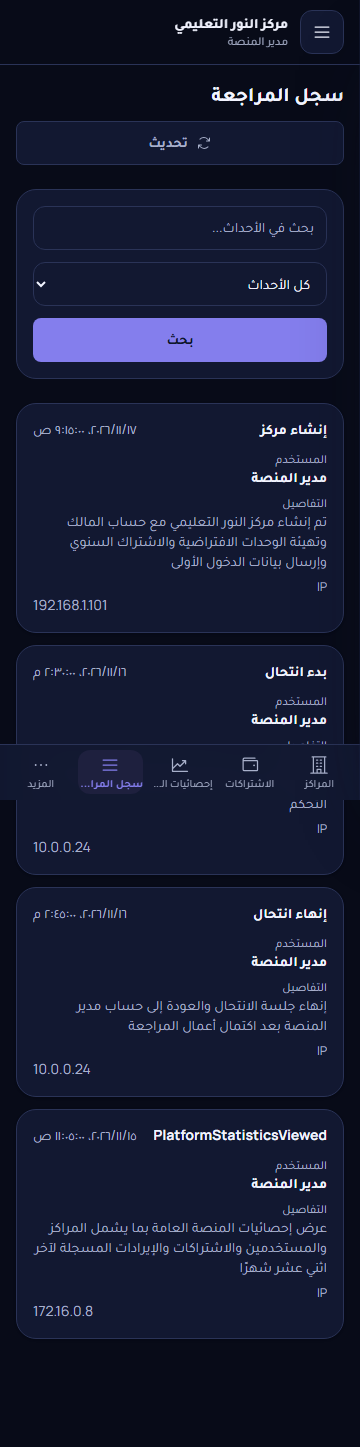 مركز النور التعليمي
مدير المنصة
سجل المراجعة
تحديث
بحث في الأحداث...
كل الأحداث
بحث
إنشاء مركز
١٧‏/١١‏/٢٠٢٦، ٩:١٥:٠٠ ص
المستخدم
مدير المنصة
التفاصيل
تم إنشاء مركز النور التعليمي مع حساب المالك
وتهيئة الوحدات الافتراضية والاشتراك السنوي
وإرسال بيانات الدخول الأولى
IP
192.168.1.101
بدء انتحال
١٦‏/١١‏/٢٠٢٦، ٢:٣٠:٠٠ م
المستخدم
مدير المنصة
المراكز
الاشتراكات
إحصائيات الـ...
سجل المرا...
المزيد
التحكم
IP
10.0.0.24
إنهاء انتحال
١٦‏/١١‏/٢٠٢٦، ٢:٤٥:٠٠ م
المستخدم
مدير المنصة
التفاصيل
إنهاء جلسة الانتحال والعودة إلى حساب مدير
المنصة بعد اكتمال أعمال المراجعة
IP
10.0.0.24
PlatformStatisticsViewed
١٥‏/١١‏/٢٠٢٦، ١١:٠٥:٠٠ ص
المستخدم
مدير المنصة
التفاصيل
عرض إحصائيات المنصة العامة بما يشمل المراكز
والمستخدمين والاشتراكات والإيرادات المسجلة لآخر
اثني عشر شهرًا
IP
172.16.0.8